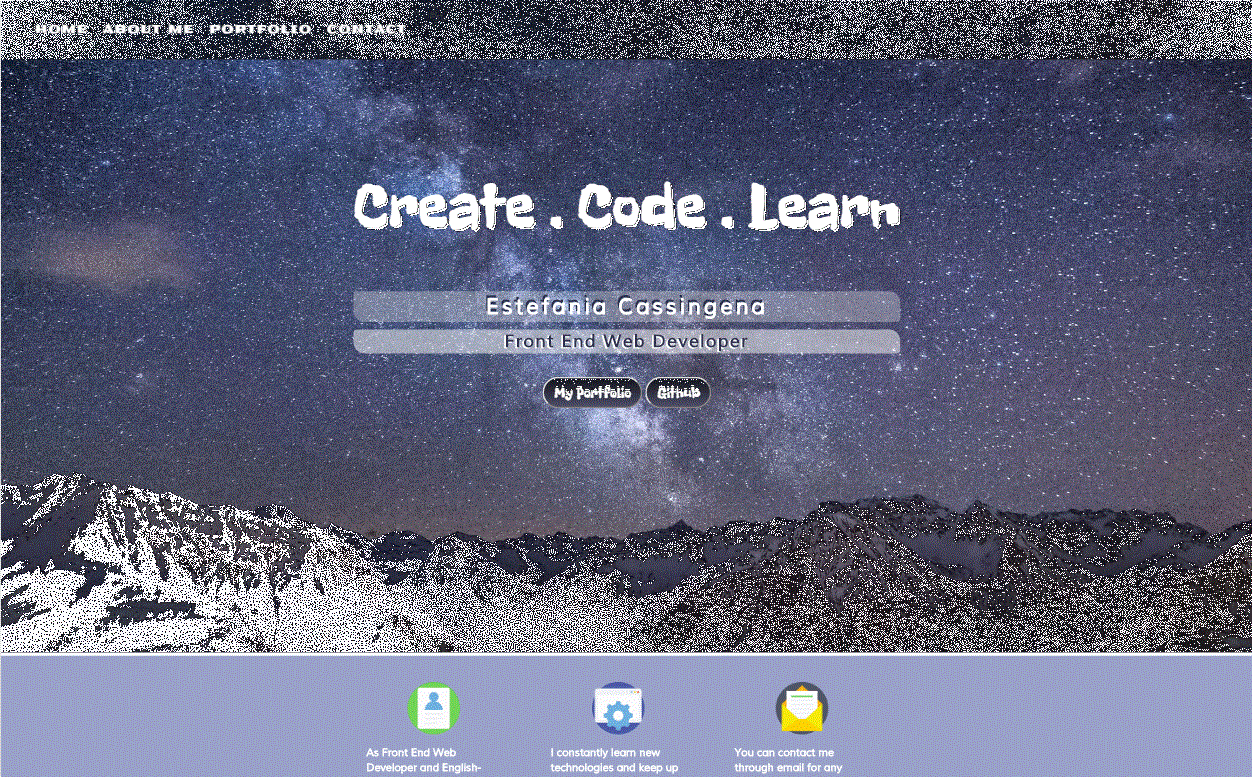 HOME ABOUT ME PORTFOLIO CONTACT
Create . Code . Learn
Estefania Cassingena
Front End Web Developer
My Portfolio Github
As Front End Web
Developer and English-
I constantly learn new
technologies and keep up
You can contact me
through email for any